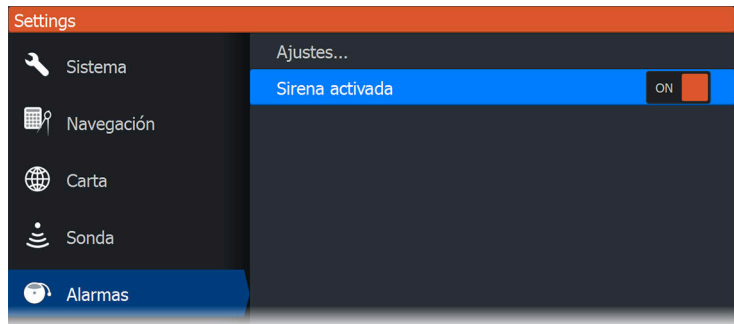 Settings
Sistema
Navegación
Carta
Sonda
Alarmas
Ajustes...
Sirena activada
ON